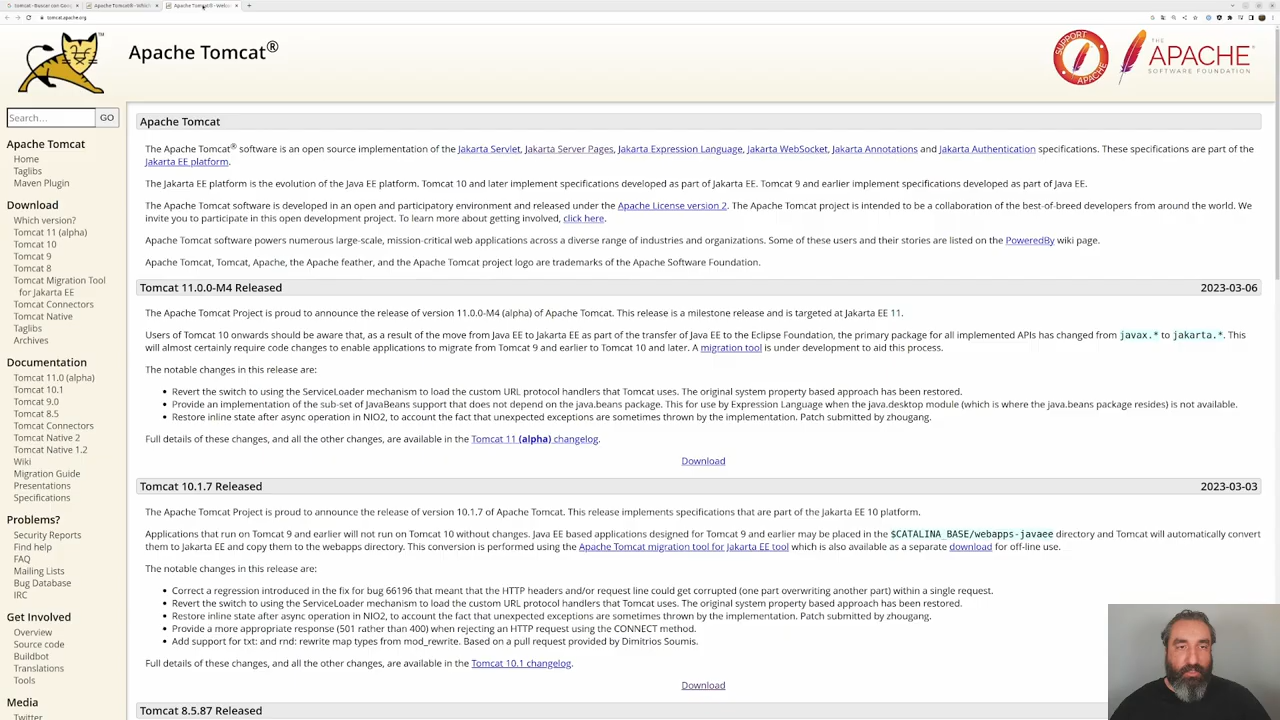 tomcat - Buscar con Goo
Apache Tomcat® - Which
Apache Tomcat® - Welc
tomcat.apache.org
TM
Apache Tomcat®
SUPPORT
APACHE
THE
APACHE
SOFTWARE FOUNDATION
Search…
GO
Apache Tomcat
Home
Taglibs
Maven Plugin
Download
Which version?
Tomcat 11 (alpha)
Tomcat 10
Tomcat 9
Tomcat 8
Tomcat Migration Tool
for Jakarta EE
Tomcat Connectors
Tomcat Native
Taglibs
Archives
Documentation
Tomcat 11.0 (alpha)
Tomcat 10.1
Tomcat 9.0
Tomcat 8.5
Tomcat Connectors
Tomcat Native 2
Tomcat Native 1.2
Wiki
Migration Guide
Presentations
Specifications
Problems?
Security Reports
Find help
FAQ
Mailing Lists
Bug Database
IRC
Get Involved
Overview
Source code
Buildbot
Translations
Tools
Media
Twitter
Apache Tomcat
The Apache Tomcat® software is an open source implementation of the Jakarta Servlet, Jakarta Server Pages, Jakarta Expression Language, Jakarta WebSocket, Jakarta Annotations and Jakarta Authentication specifications. These specifications are part of the
Jakarta EE platform.
The Jakarta EE platform is the evolution of the Java EE platform. Tomcat 10 and later implement specifications developed as part of Jakarta EE. Tomcat 9 and earlier implement specifications developed as part of Java EE.
The Apache Tomcat software is developed in an open and participatory environment and released under the Apache License version 2. The Apache Tomcat project is intended to be a collaboration of the best-of-breed developers from around the world. We
invite you to participate in this open development project. To learn more about getting involved, click here.
Apache Tomcat software powers numerous large-scale, mission-critical web applications across a diverse range of industries and organizations. Some of these users and their stories are listed on the PoweredBy wiki page.
Apache Tomcat, Tomcat, Apache, the Apache feather, and the Apache Tomcat project logo are trademarks of the Apache Software Foundation.
Tomcat 11.0.0-M4 Released 2023-03-06
The Apache Tomcat Project is proud to announce the release of version 11.0.0-M4 (alpha) of Apache Tomcat. This release is a milestone release and is targeted at Jakarta EE 11.
Users of Tomcat 10 onwards should be aware that, as a result of the move from Java EE to Jakarta EE as part of the transfer of Java EE to the Eclipse Foundation, the primary package for all implemented APIs has changed from javax.* to jakarta.*. This
will almost certainly require code changes to enable applications to migrate from Tomcat 9 and earlier to Tomcat 10 and later. A migration tool is under development to aid this process.
The notable changes in this release are:
• Revert the switch to using the ServiceLoader mechanism to load the custom URL protocol handlers that Tomcat uses. The original system property based approach has been restored.
• Provide an implementation of the sub-set of JavaBeans support that does not depend on the java.beans package. This for use by Expression Language when the java.desktop module (which is where the java.beans package resides) is not available.
• Restore inline state after async operation in NIO2, to account the fact that unexpected exceptions are sometimes thrown by the implementation. Patch submitted by zhougang.
Full details of these changes, and all the other changes, are available in the Tomcat 11 (alpha) changelog.
Download
Tomcat 10.1.7 Released 2023-03-03
The Apache Tomcat Project is proud to announce the release of version 10.1.7 of Apache Tomcat. This release implements specifications that are part of the Jakarta EE 10 platform.
Applications that run on Tomcat 9 and earlier will not run on Tomcat 10 without changes. Java EE based applications designed for Tomcat 9 and earlier may be placed in the $CATALINA_BASE/webapps-javaee directory and Tomcat will automatically convert
them to Jakarta EE and copy them to the webapps directory. This conversion is performed using the Apache Tomcat migration tool for Jakarta EE tool which is also available as a separate download for off-line use.
The notable changes in this release are:
• Correct a regression introduced in the fix for bug 66196 that meant that the HTTP headers and/or request line could get corrupted (one part overwriting another part) within a single request.
• Revert the switch to using the ServiceLoader mechanism to load the custom URL protocol handlers that Tomcat uses. The original system property based approach has been restored.
• Restore inline state after async operation in NIO2, to account the fact that unexpected exceptions are sometimes thrown by the implementation. Patch submitted by zhougang.
• Provide a more appropriate response (501 rather than 400) when rejecting an HTTP request using the CONNECT method.
• Add support for txt: and rnd: rewrite map types from mod_rewrite. Based on a pull request provided by Dimitrios Soumis.
Full details of these changes, and all the other changes, are available in the Tomcat 10.1 changelog.
Download
Tomcat 8.5.87 Released